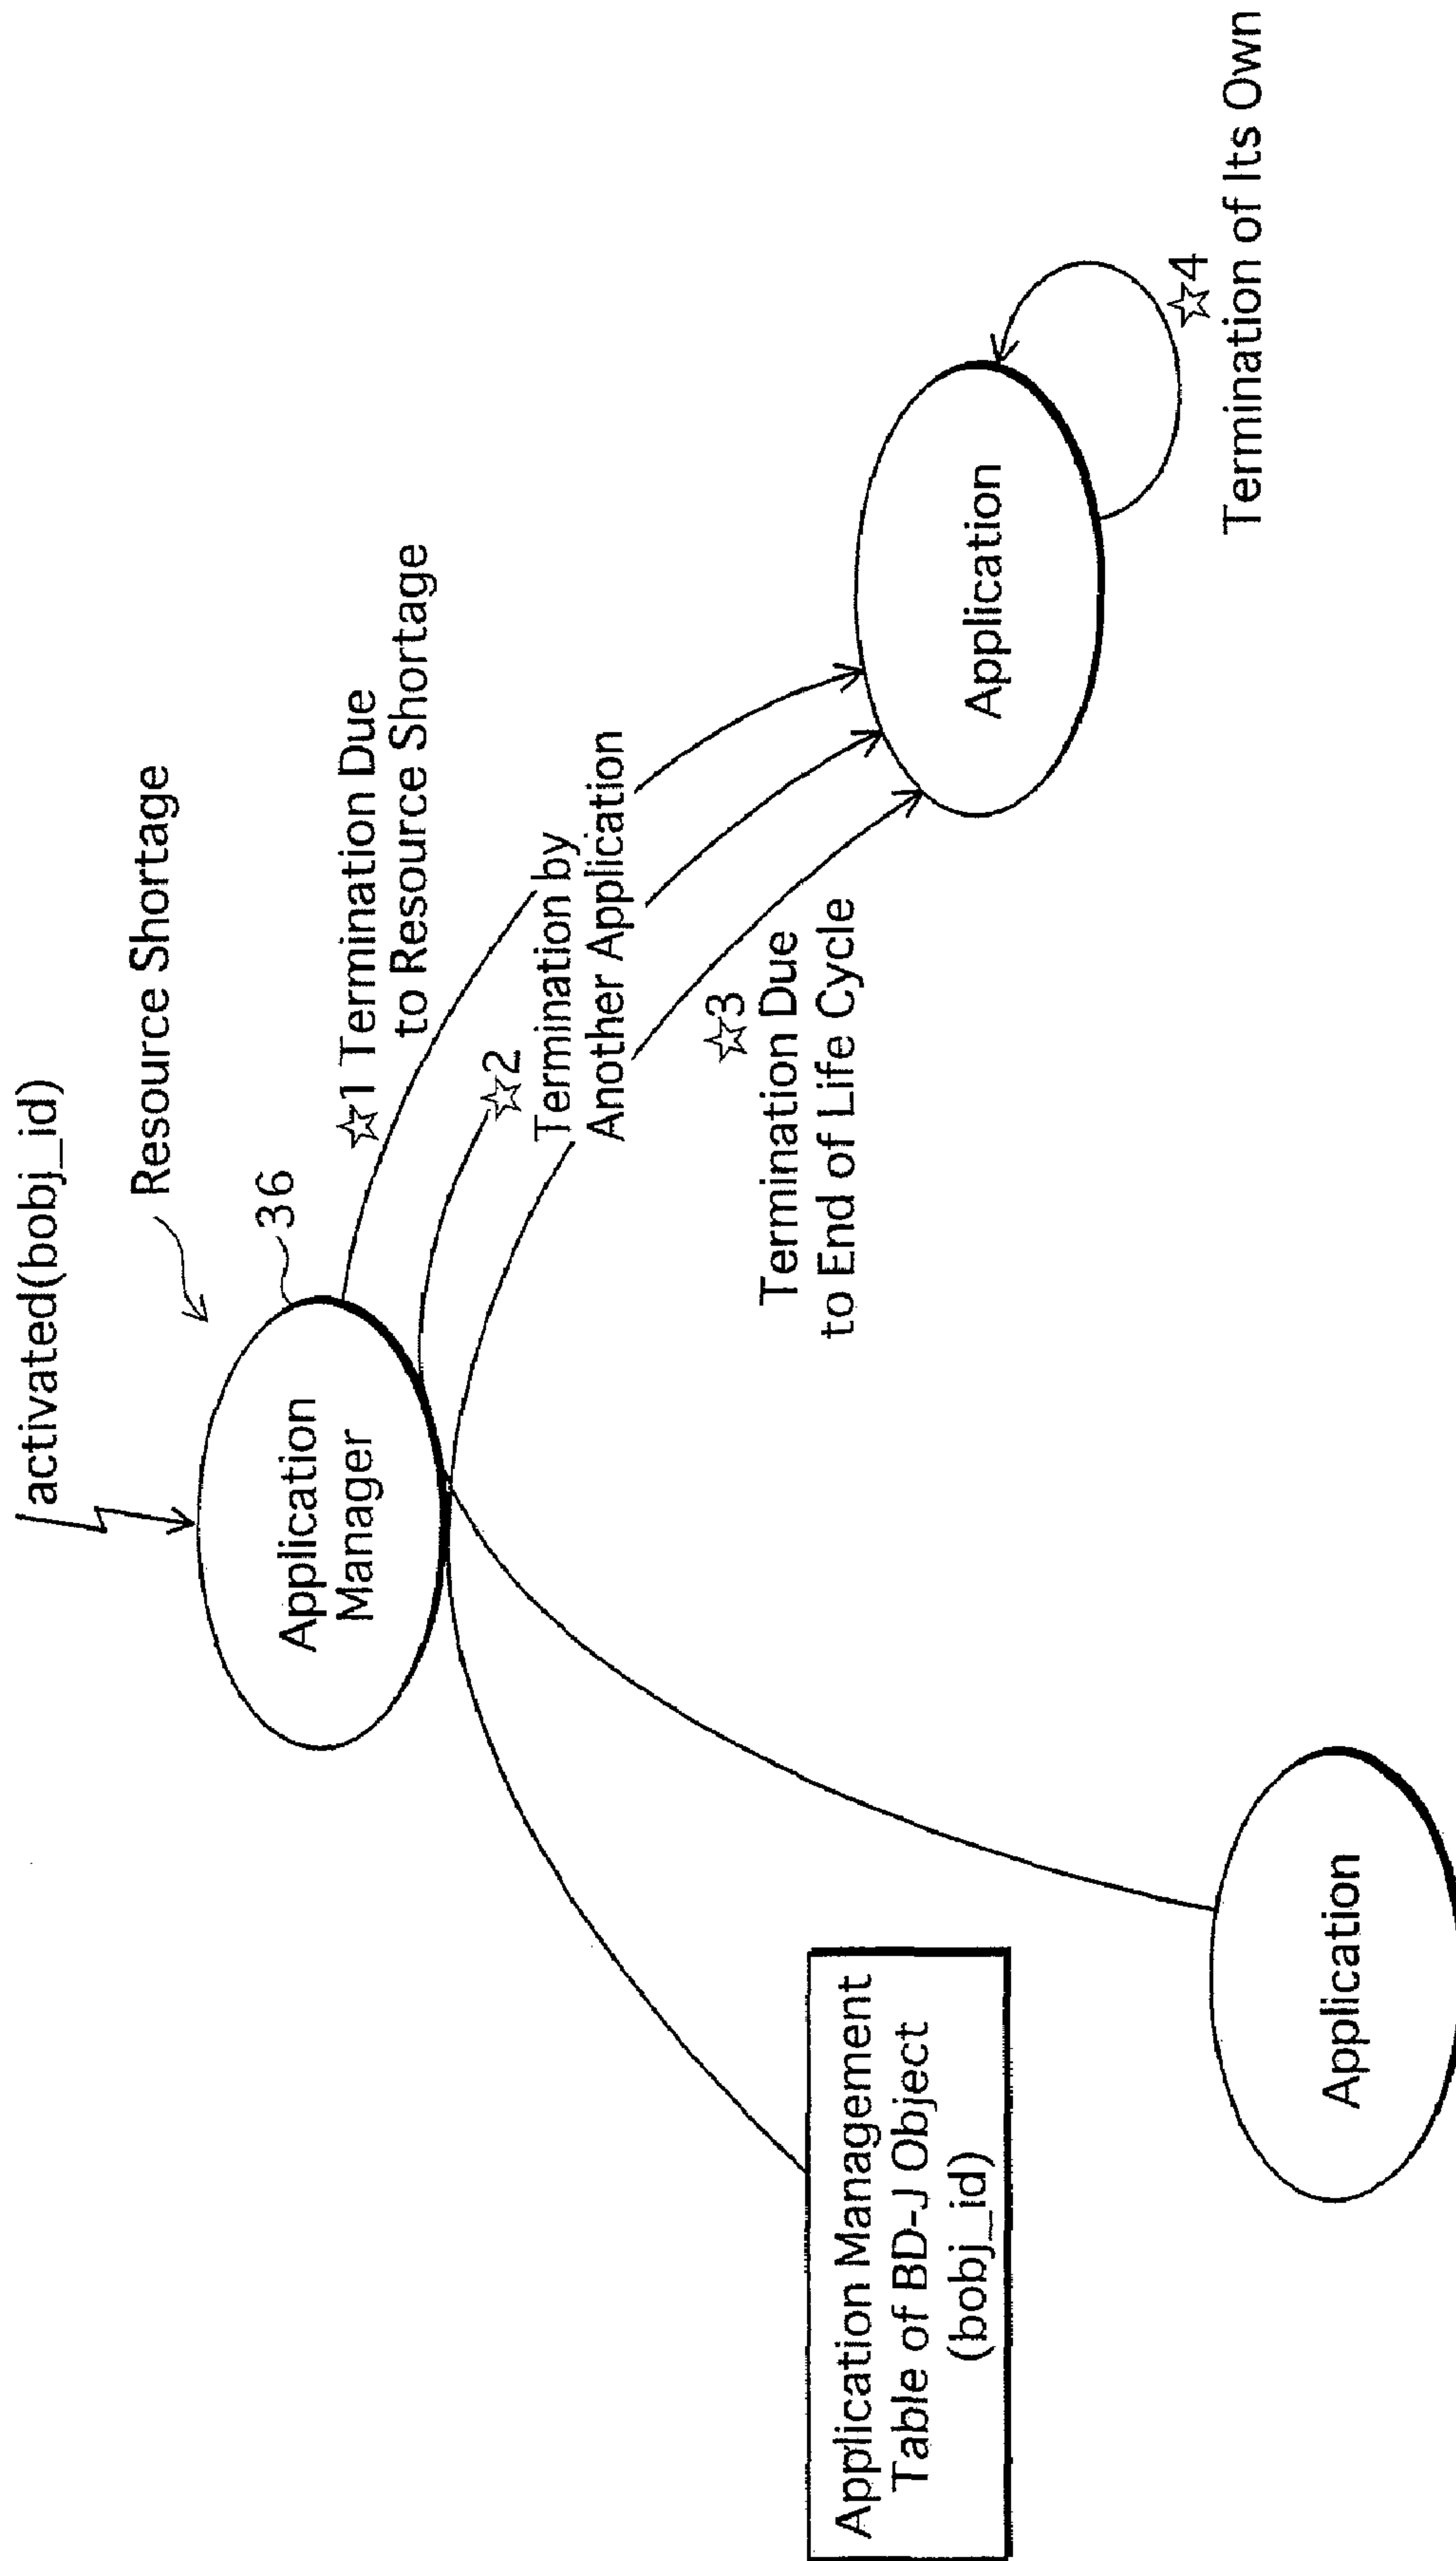 activated(bobj_id)
Resource Shortage
36
Application
Manager
☆1 Termination Due
to Resource Shortage
☆2
Termination by
Another Application
☆3
Termination Due
to End of Life Cycle
Application
☆4
Termination of Its Own
Application Management
Table of BD-J Object
(bobj_id)
Application